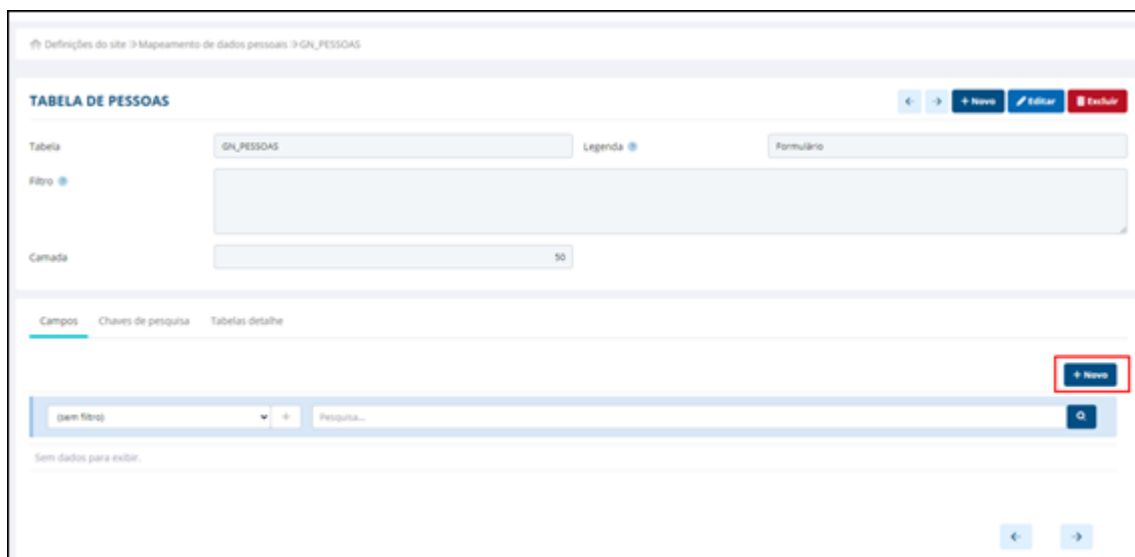 Definições do site > Mapeamento de dados pessoais > GN_PESSOAS
TABELA DE PESSOAS
+ Novo Editar Excluir
Tabela GN_PESSOAS Legenda Formulário
Filtro
Camada 50
Campos Chaves de pesquisa Tabelas detalhe
+ Novo
(sem filtro) + Pesquisa...
Sem dados para exibir.